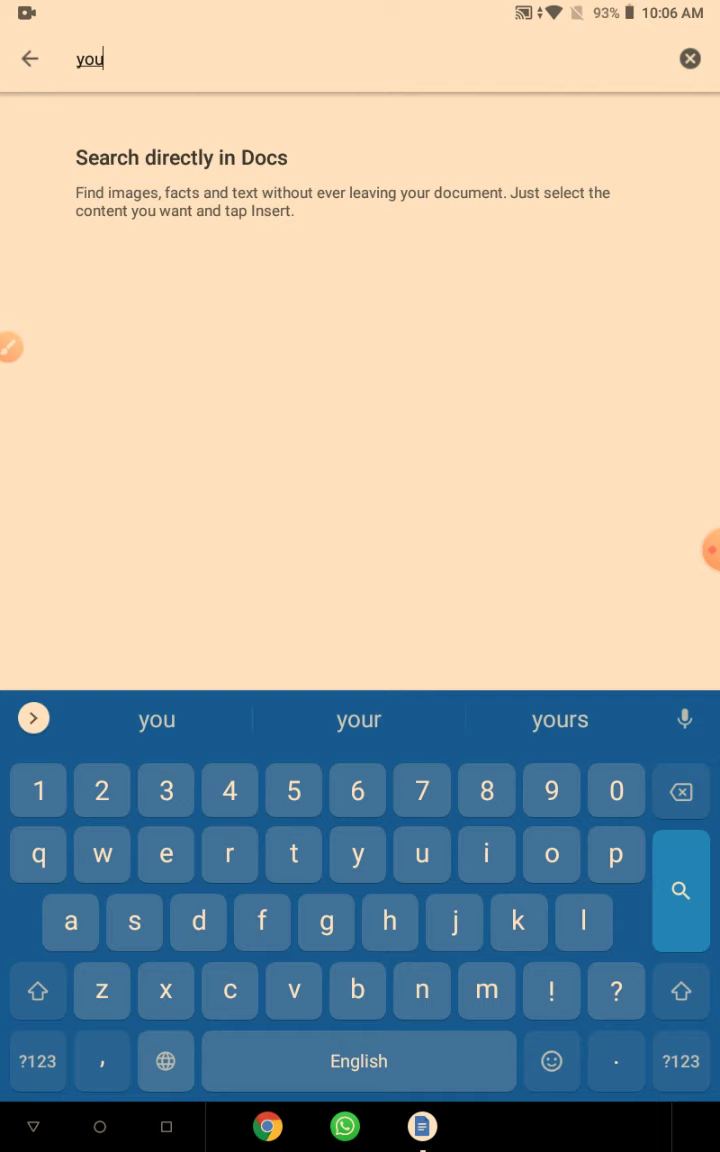 93% 10:06 AM
you
Search directly in Docs
Find images, facts and text without ever leaving your document. Just select the
content you want and tap Insert.
you your yours
1 2 3 4 5 6 7 8 9 0
q w e r t y u i o p
a s d f g h j k l
z x c v b n m ! ?
?123 , English . ?123